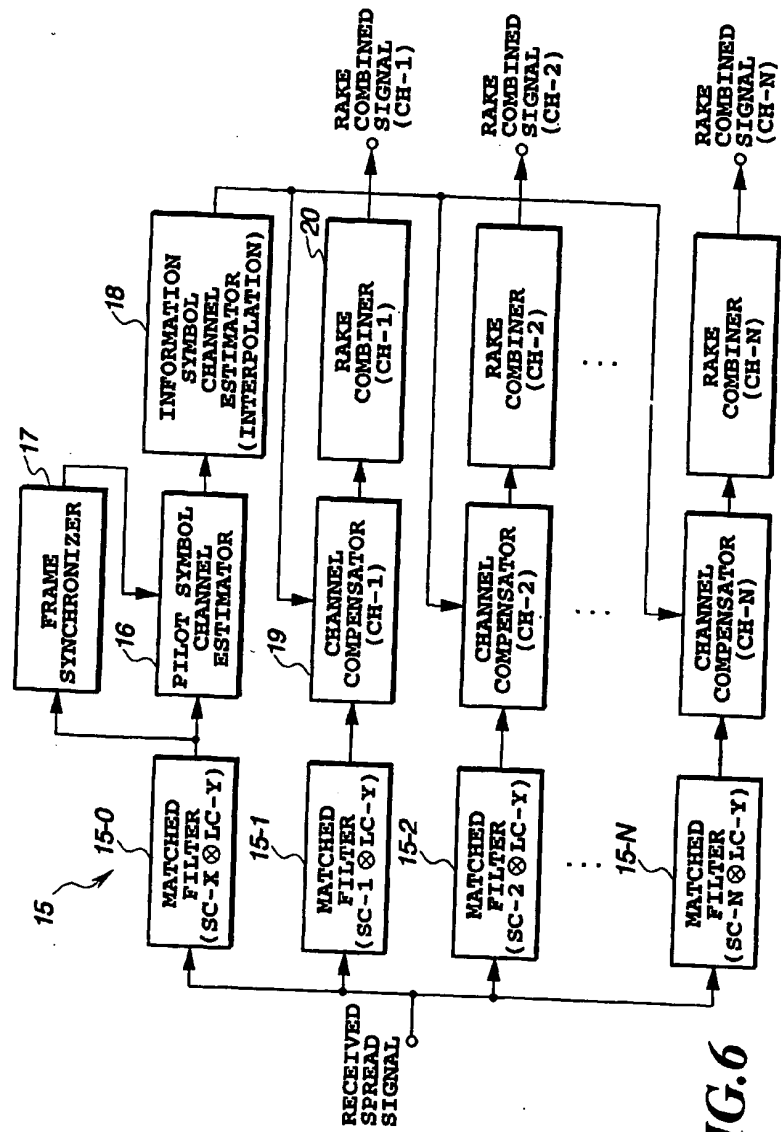 17
FRAME
SYNCHRONIZER
18
INFORMATION
SYMBOL
CHANNEL
ESTIMATOR
(INTERPOLATION)
16
PILOT SYMBOL
CHANNEL
ESTIMATOR
15
15-0
MATCHED
FILTER
(SC-X⊗LC-Y)
15-1
MATCHED
FILTER
(SC-1⊗LC-Y)
19
CHANNEL
COMPENSATOR
(CH-1)
20
RAKE
COMBINER
(CH-1)
RAKE
COMBINED
SIGNAL
(CH-1)
RECEIVED
SPREAD
SIGNAL
15-2
MATCHED
FILTER
(SC-2⊗LC-Y)
CHANNEL
COMPENSATOR
(CH-2)
RAKE
COMBINER
(CH-2)
RAKE
COMBINED
SIGNAL
(CH-2)
...
...
...
15-N
MATCHED
FILTER
(SC-N⊗LC-Y)
CHANNEL
COMPENSATOR
(CH-N)
RAKE
COMBINER
(CH-N)
RAKE
COMBINED
SIGNAL
(CH-N)
IG.6